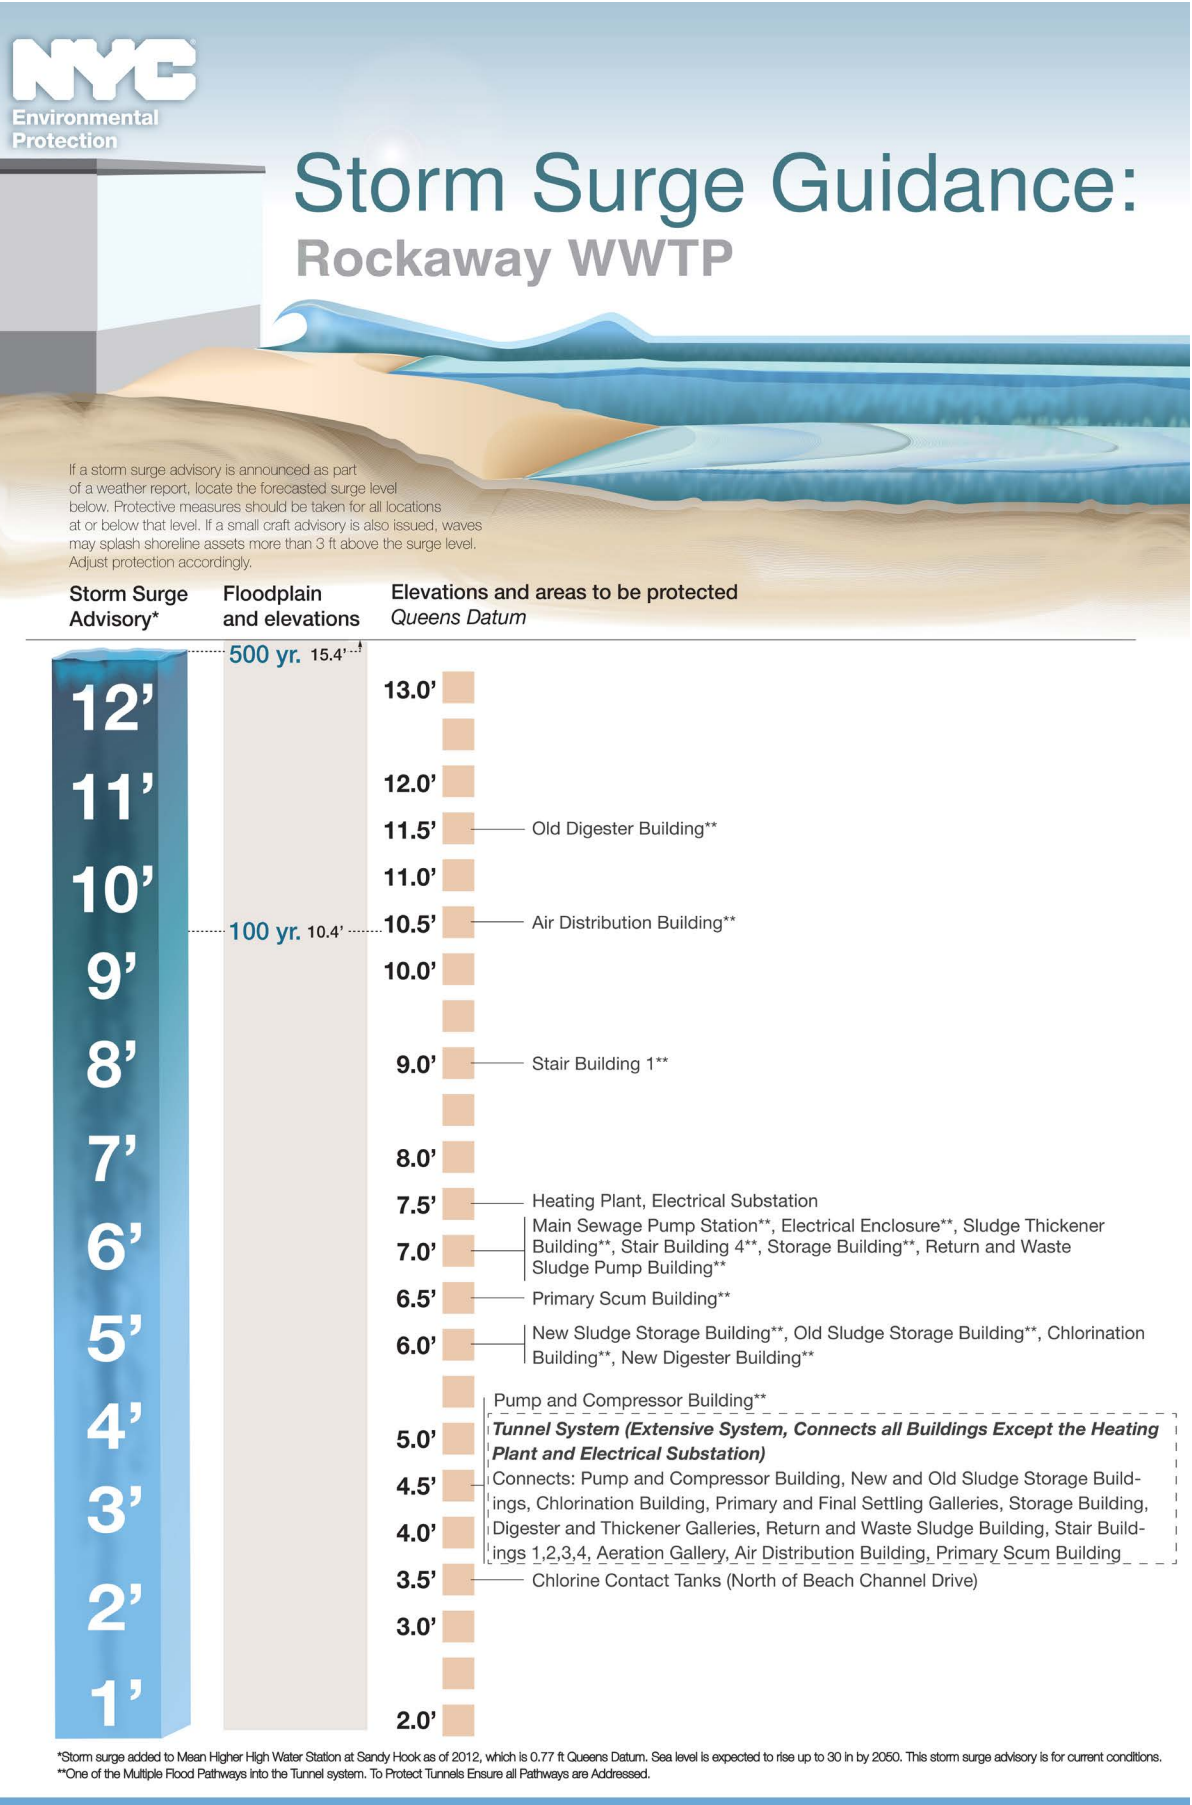 NYC
Environmental
Protection
Storm Surge Guidance:
Rockaway WWTP
If a storm surge advisory is announced as part
of a weather report, locate the forecasted surge level
below. Protective measures should be taken for all locations
at or below that level. If a small craft advisory is also issued, waves
may splash shoreline assets more than 3 ft above the surge level.
Adjust protection accordingly.
Storm Surge
Advisory*
Floodplain
and elevations
Elevations and areas to be protected
Queens Datum
12’
11’
10’
9’
8’
7’
6’
5’
4’
3’
2’
1’
500 yr. 15.4’
100 yr. 10.4’
13.0’
12.0’
11.5’ Old Digester Building**
11.0’
10.5’ Air Distribution Building**
10.0’
9.0’ Stair Building 1**
8.0’
7.5’ Heating Plant, Electrical Substation
7.0’
Main Sewage Pump Station**, Electrical Enclosure**, Sludge Thickener
Building**, Stair Building 4**, Storage Building**, Return and Waste
Sludge Pump Building**
6.5’ Primary Scum Building**
6.0’
New Sludge Storage Building**, Old Sludge Storage Building**, Chlorination
Building**, New Digester Building**
5.0’
4.5’
4.0’
Pump and Compressor Building**
Tunnel System (Extensive System, Connects all Buildings Except the Heating
Plant and Electrical Substation)
Connects: Pump and Compressor Building, New and Old Sludge Storage Build-
ings, Chlorination Building, Primary and Final Settling Galleries, Storage Building,
Digester and Thickener Galleries, Return and Waste Sludge Building, Stair Build-
ings 1,2,3,4, Aeration Gallery, Air Distribution Building, Primary Scum Building
3.5’ Chlorine Contact Tanks (North of Beach Channel Drive)
3.0’
2.0’
*Storm surge added to Mean Higher High Water Station at Sandy Hook as of 2012, which is 0.77 ft Queens Datum. Sea level is expected to rise up to 30 in by 2050. This storm surge advisory is for current conditions.
**One of the Multiple Flood Pathways into the Tunnel system. To Protect Tunnels Ensure all Pathways are Addressed.